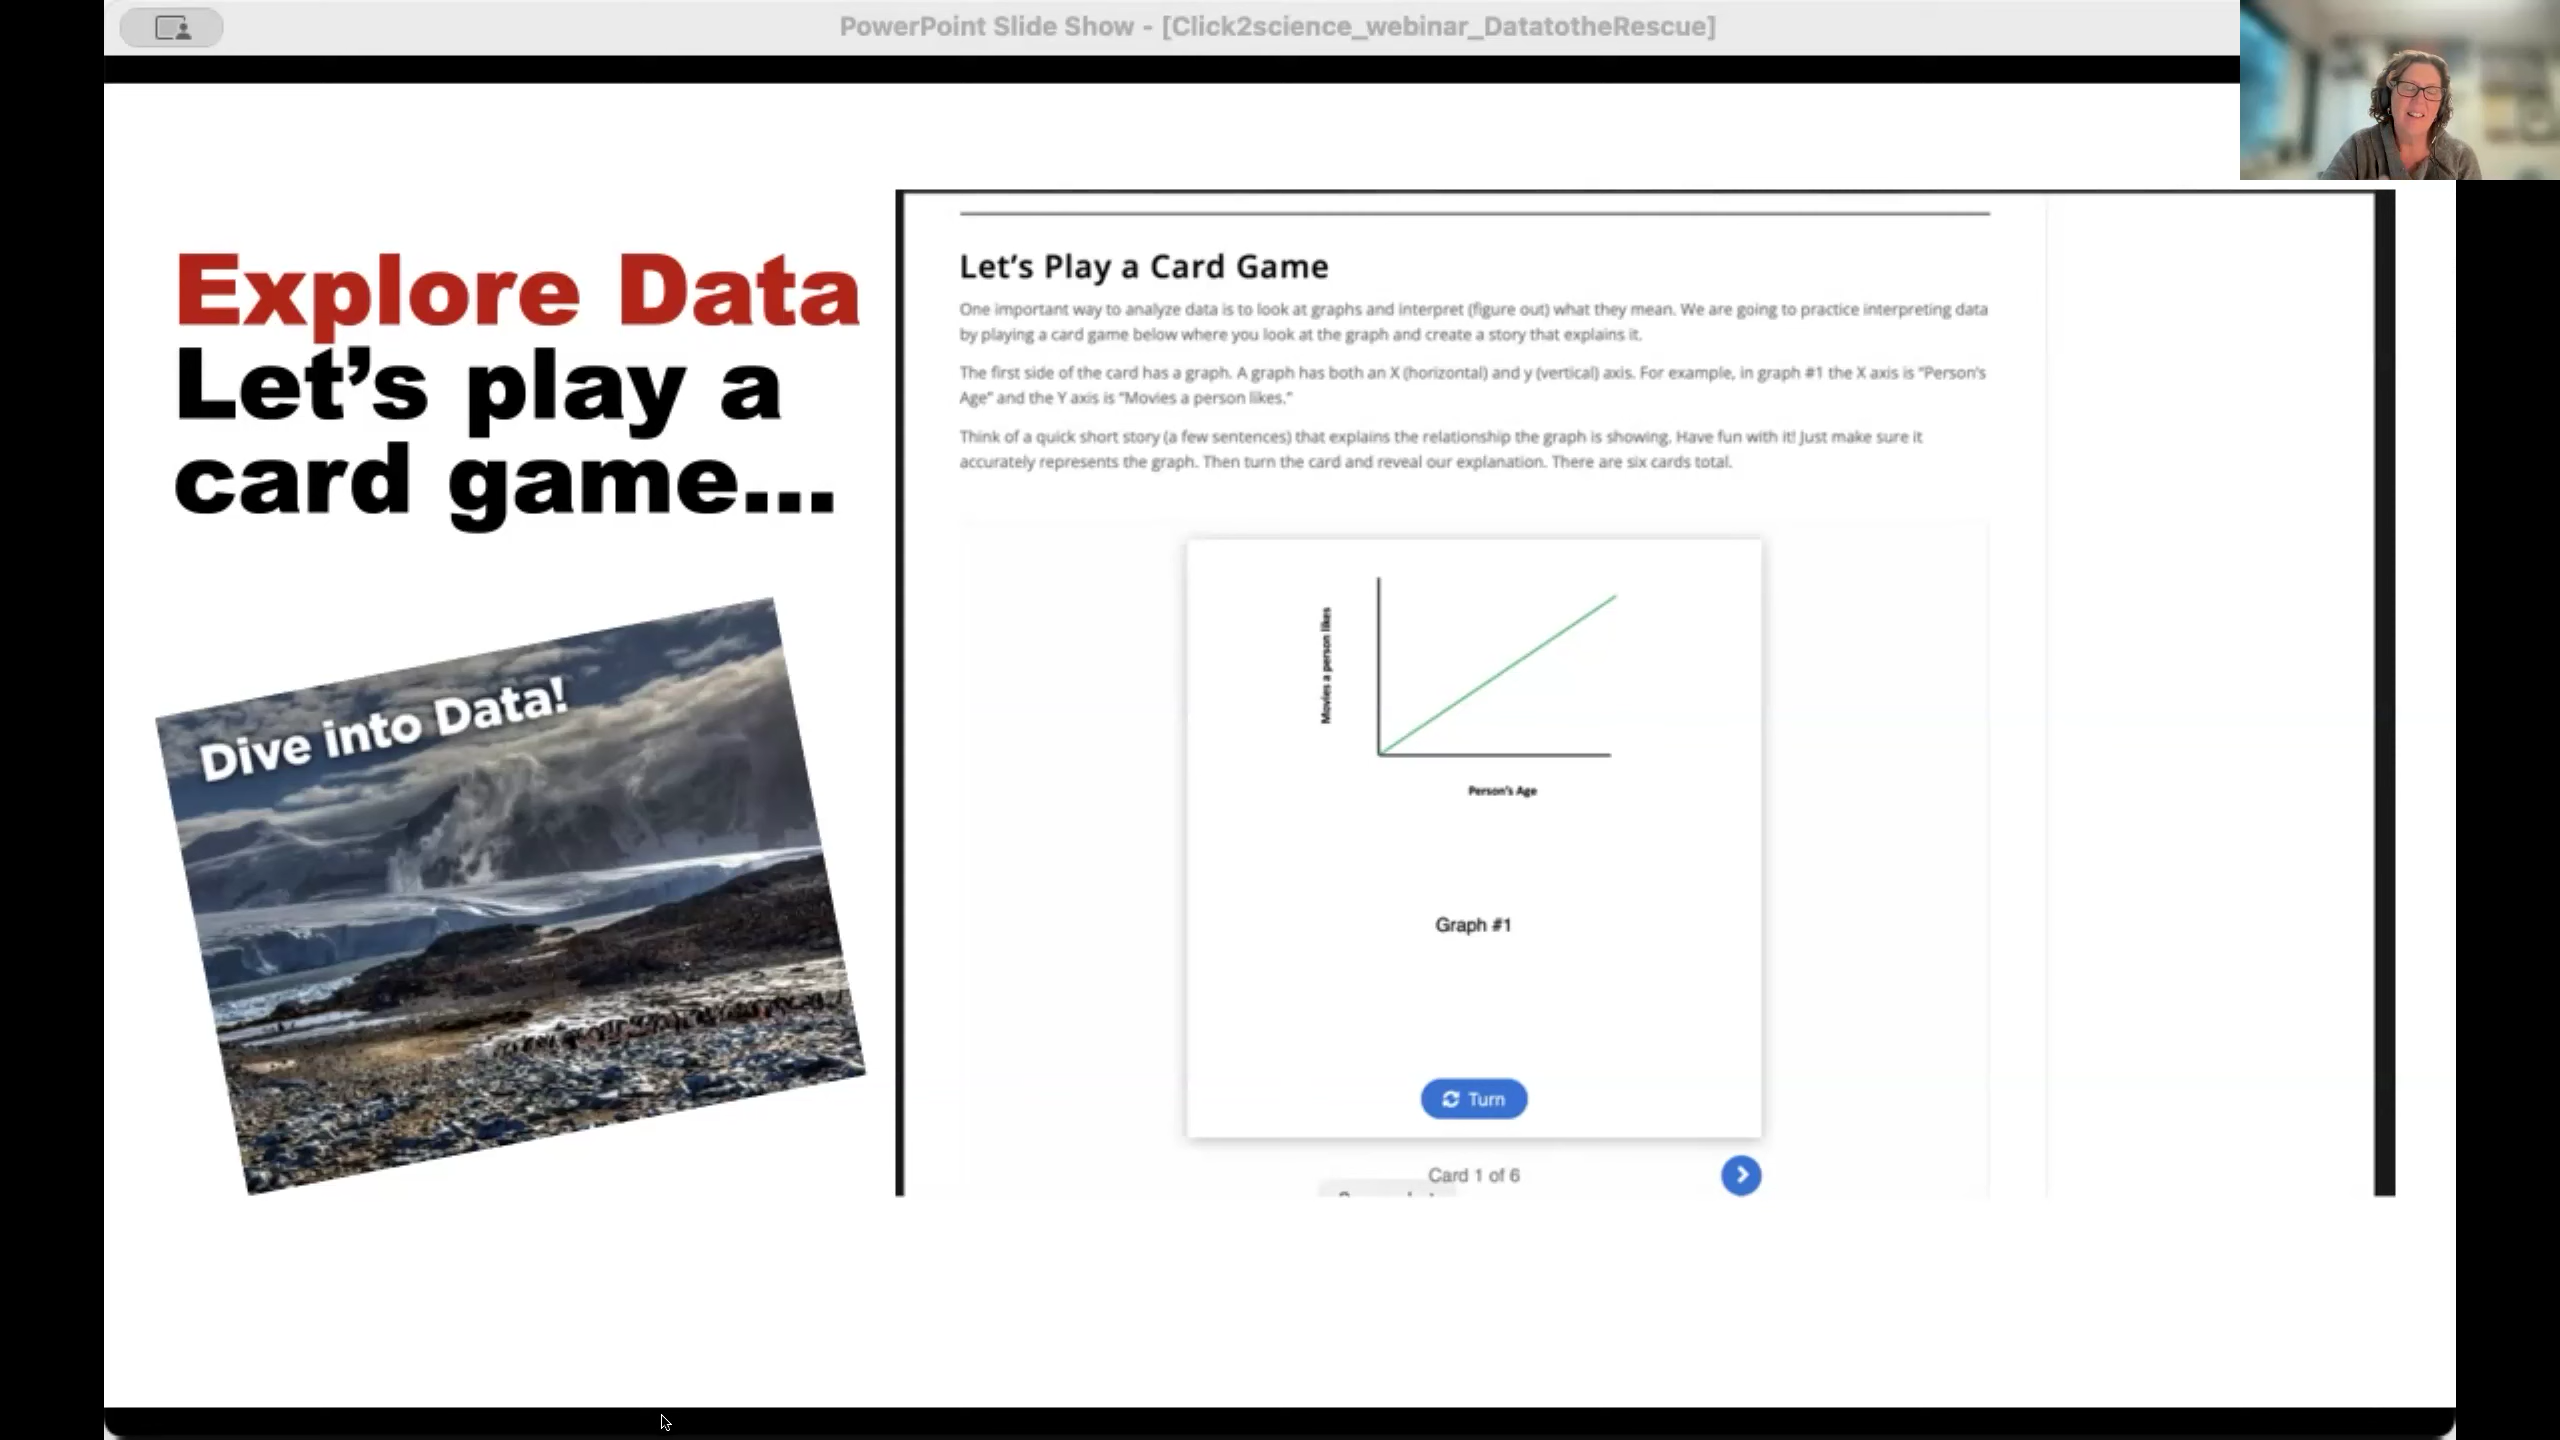 PowerPoint Slide Show - [Click2science_webinar_DatatotheRescue]
Explore Data
Let’s play a
card game...
Dive into Data!
Let’s Play a Card Game
One important way to analyze data is to look at graphs and interpret (figure out) what they mean. We are going to practice interpreting data
by playing a card game below where you look at the graph and create a story that explains it.
The first side of the card has a graph. A graph has both an X (horizontal) and y (vertical) axis. For example, in graph #1 the X axis is “Person’s
Age” and the Y axis is “Movies a person likes.”
Think of a quick short story (a few sentences) that explains the relationship the graph is showing. Have fun with it! Just make sure it
accurately represents the graph. Then turn the card and reveal our explanation. There are six cards total.
Movies a person likes
Person’s Age
Graph #1
Turn
Card 1 of 6